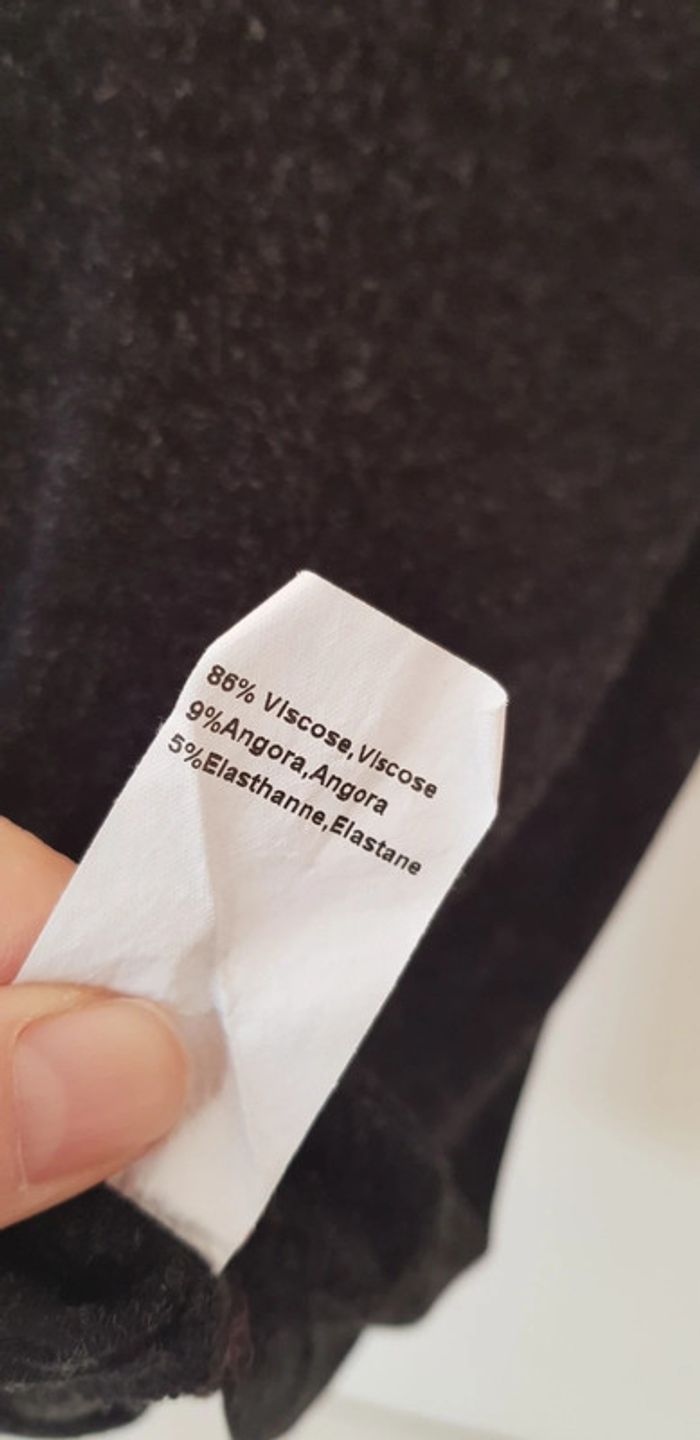 86% VIscose,VIscose
9%Angora,Angora
5%Elasthanne,Elastane